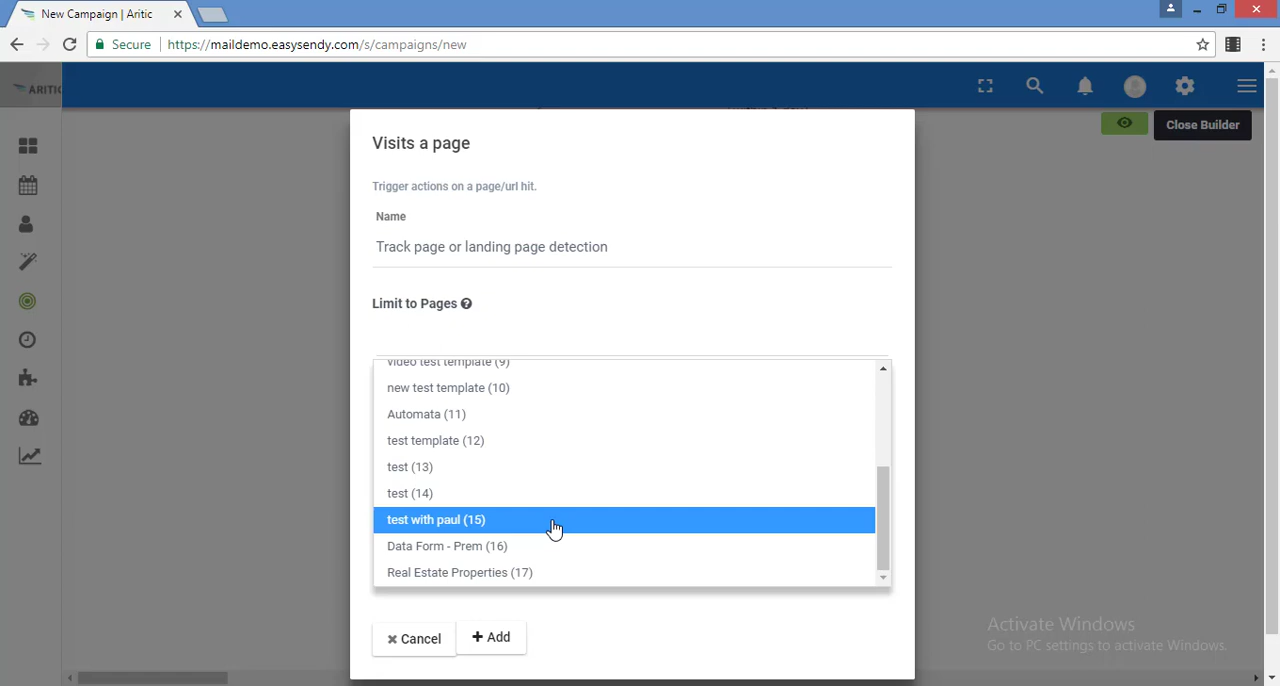 New Campaign | Aritic
Secure
https://maildemo.easysendy.com/s/campaigns/new
ARITIC
Close Builder
Visits a page
Trigger actions on a page/url hit.
Name
Track page or landing page detection
Limit to Pages
video test template (9)
new test template (10)
Automata (11)
test template (12)
test (13)
test (14)
test with paul (15)
Data Form - Prem (16)
Real Estate Properties (17)
Cancel
Add
Activate Windows
Go to PC settings to activate Windows.